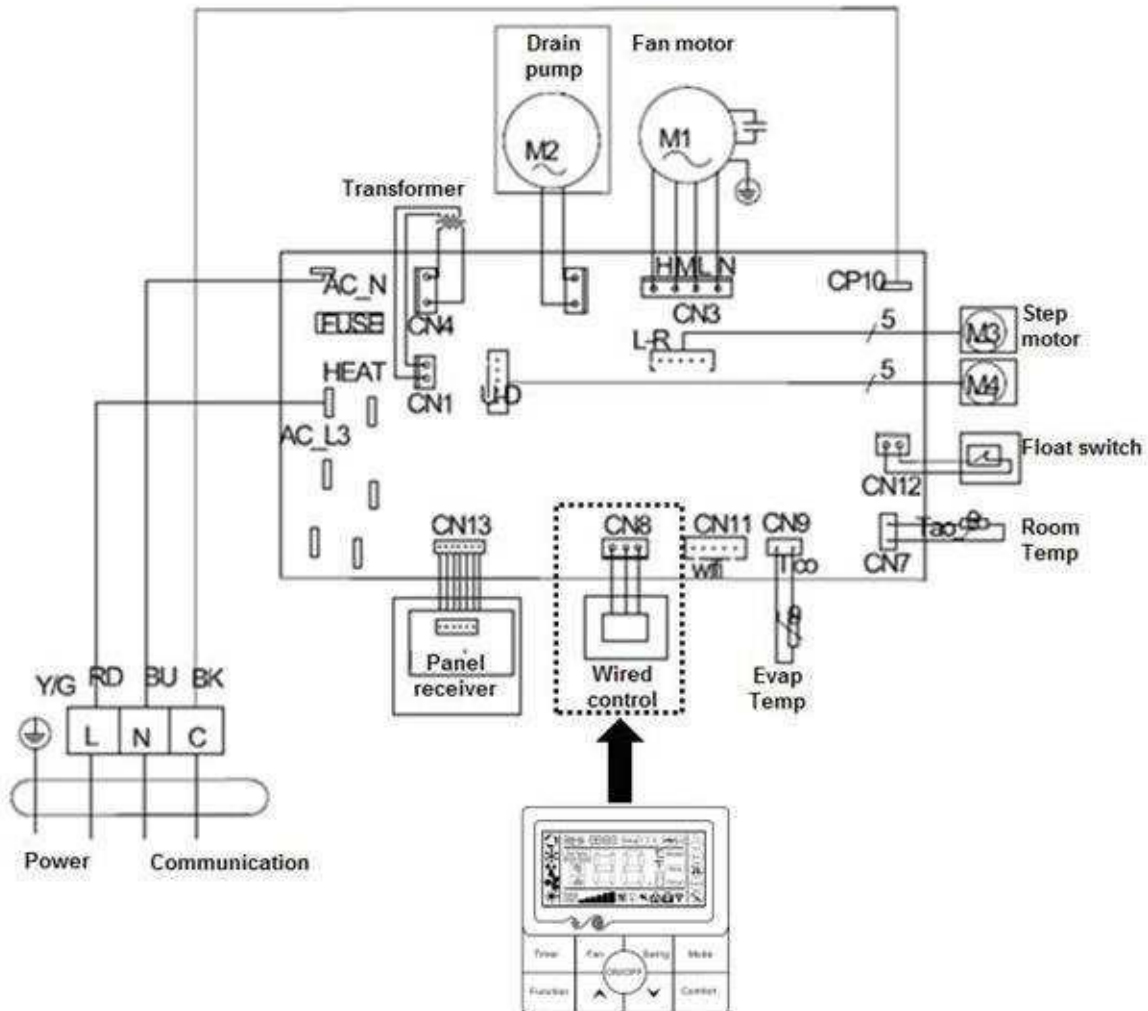 Drain
pump
Fan motor
M2
M1
Transformer
H M L N
CP10
AC_N
FUSE
CN4
CN3
5
M3
Step
motor
L-R
HEAT
CN1
U-D
5
M4
AC_L3
Float switch
CN12
CN13
CN8
CN11
CN9
Tao
Room
Temp
wifi
Tco
CN7
Panel
receiver
Wired
control
Evap
Temp
Y/G
RD
BU
BK
L
N
C
Power
Communication
Timer
Fan
Swing
Mode
ON/OFF
Function
Comfort